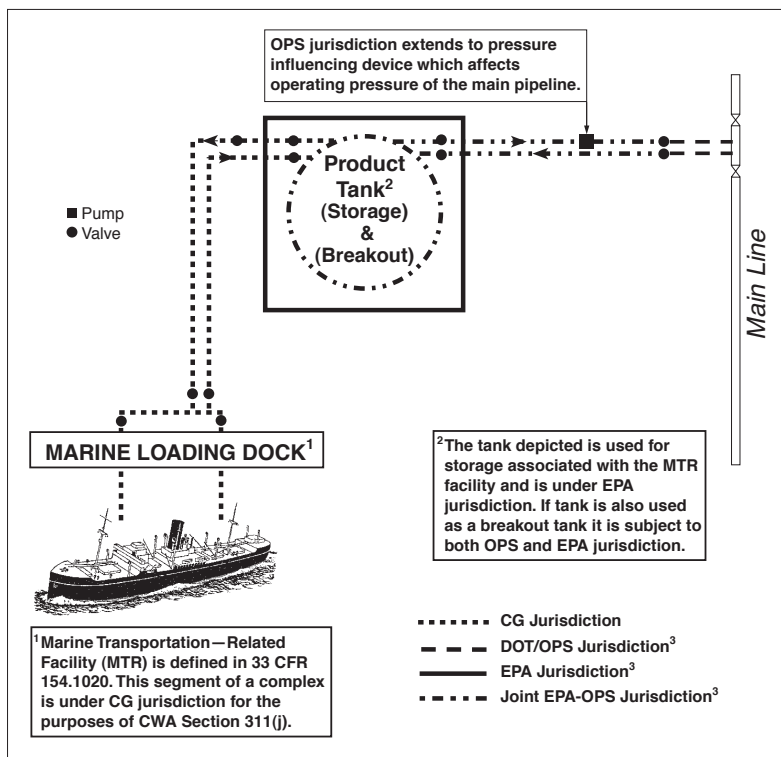 OPS jurisdiction extends to pressure
influencing device which affects
operating pressure of the main pipeline.
Product
Tank2
(Storage)
&
(Breakout)
■ Pump
● Valve
Main Line
MARINE LOADING DOCK1
2The tank depicted is used for
storage associated with the MTR
facility and is under EPA
jurisdiction. If tank is also used
as a breakout tank it is subject to
both OPS and EPA jurisdiction.
1Marine Transportation—Related
Facility (MTR) is defined in 33 CFR
154.1020. This segment of a complex
is under CG jurisdiction for the
purposes of CWA Section 311(j).
CG Jurisdiction
DOT/OPS Jurisdiction3
EPA Jurisdiction3
Joint EPA-OPS Jurisdiction3